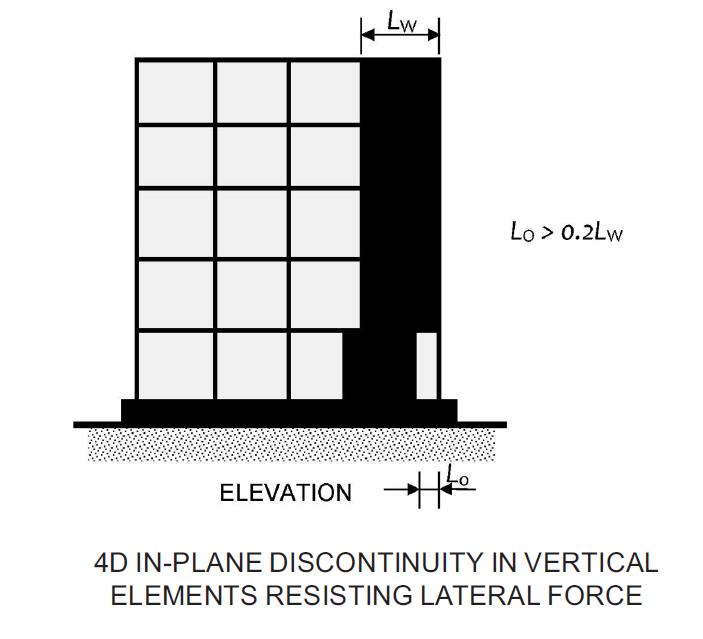 Lw
Lo > 0.2Lw
Lo
ELEVATION
4D IN-PLANE DISCONTINUITY IN VERTICAL
ELEMENTS RESISTING LATERAL FORCE